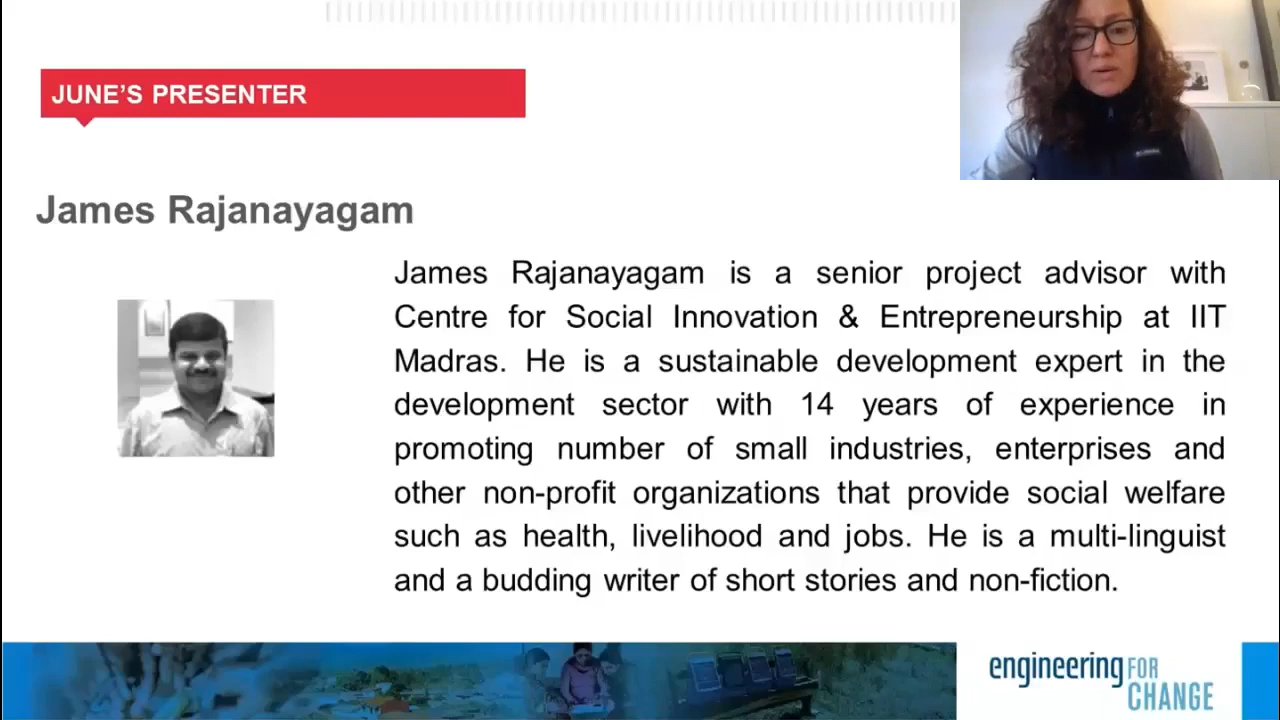 JUNE'S PRESENTER
James Rajanayagam
James Rajanayagam is a senior project advisor with
Centre for Social Innovation & Entrepreneurship at IIT
Madras. He is a sustainable development expert in the
development sector with 14 years of experience in
promoting number of small industries, enterprises and
other non-profit organizations that provide social welfare
such as health, livelihood and jobs. He is a multi-linguist
and a budding writer of short stories and non-fiction.
engineering FOR
CHANGE